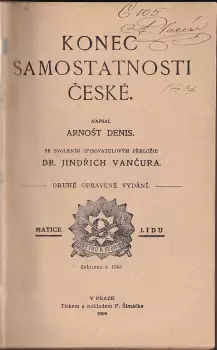 C 105
KONEC
SAMOSTATNOSTI
ČESKÉ.
NAPSAL
ARNOŠT DENIS.
SE SVOLENÍM SPISOVATELOVÝM PŘELOŽIL
DR. JINDŘICH VANČURA.
DRUHÉ OPRAVENÉ VYDÁNÍ.
MATICE LIDU
V PRAZE.
Tiskem a nákladem F. Šimáčka